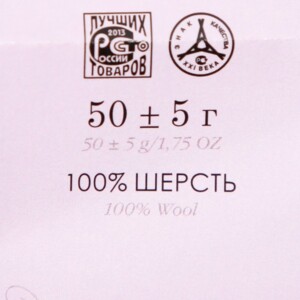 ЛУЧШИХ
2013
СТО
РОССИИ
ТОВАРОВ
ЗНАК КАЧЕСТВА
XXI ВЕКА
50 ± 5 г
50 ± 5 g/1,75 OZ
100% ШЕРСТЬ
100% Wool